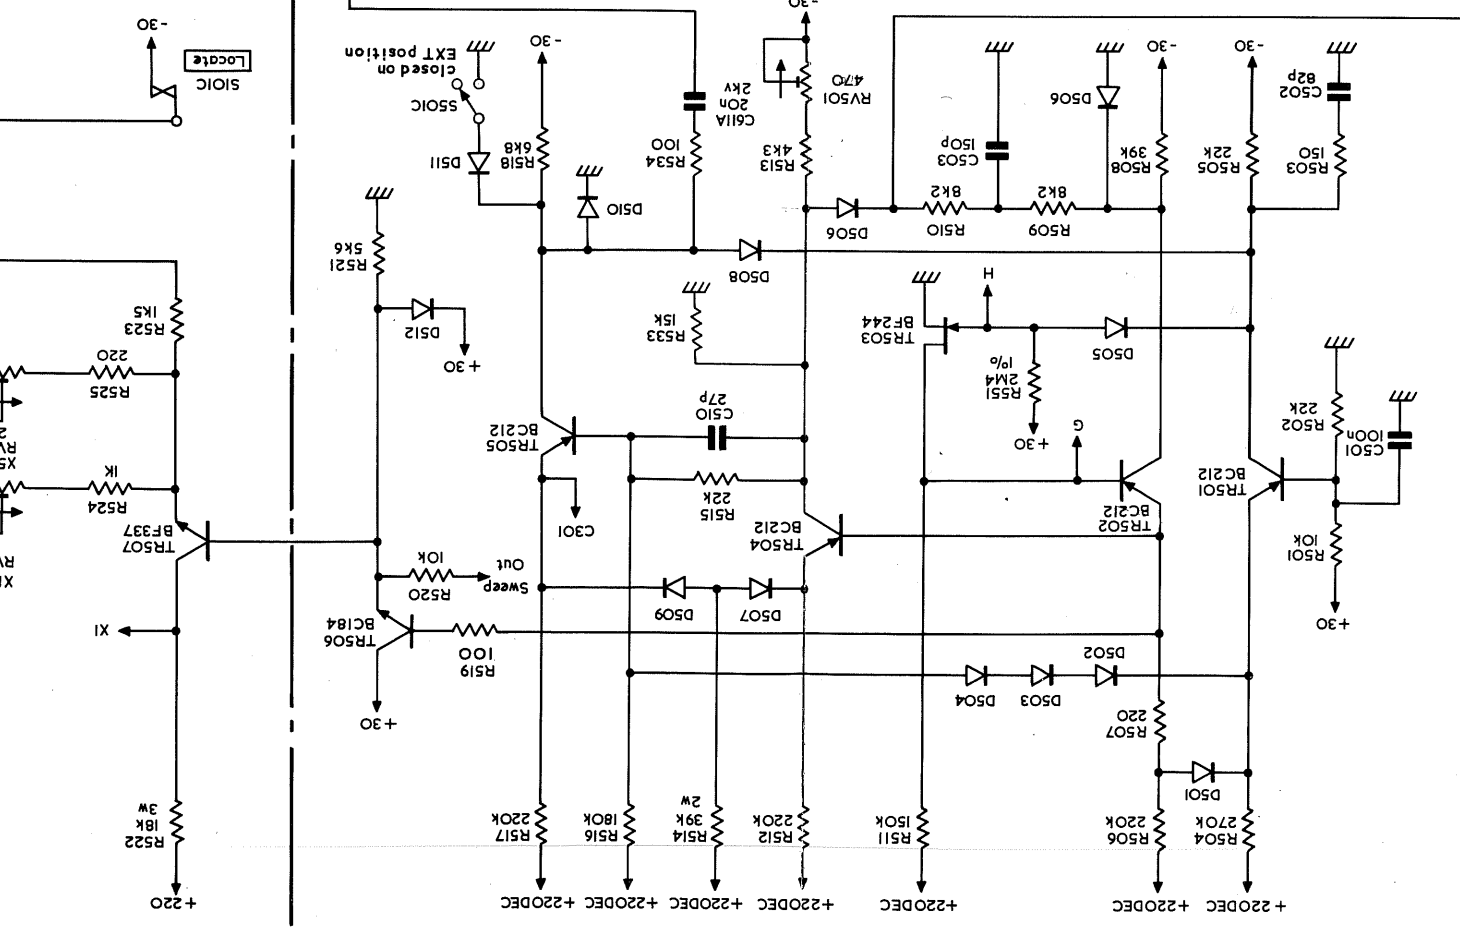 +220DEC
+220DEC
+220DEC
+220DEC
+220DEC
+220DEC
+220DEC
+220
R504
270k
R506
220k
R511
150k
R512
220k
R514
39k
2w
R516
180k
R517
220k
R522
18k
3w
D501
R507
220
+30
D504
D503
D502
R519
100
TR506
BC184
X1
+30
D507
D509
Sweep
Out
R520
10k
R501
10k
TR501
BC212
TR502
BC212
TR504
BC212
C301
TR507
BF337
R515
22k
R524
1K
C501
100n
R502
22k
G
+30
R551
2M4
1%
C510
27p
TR505
BC212
R525
220
+30
D505
TR503
BF244
R533
15k
D512
R523
1k5
H
D508
R521
5k6
R509
8k2
R510
8k2
D506
D510
R503
150
R505
22k
R508
39k
R513
4k3
R534
100
R518
6k8
D511
C502
82p
D506
C503
150p
RV501
470
C611A
20n
2kv
S501C
closed on
EXT position
-30
-30
-30
-30
S101C
Locate
-30